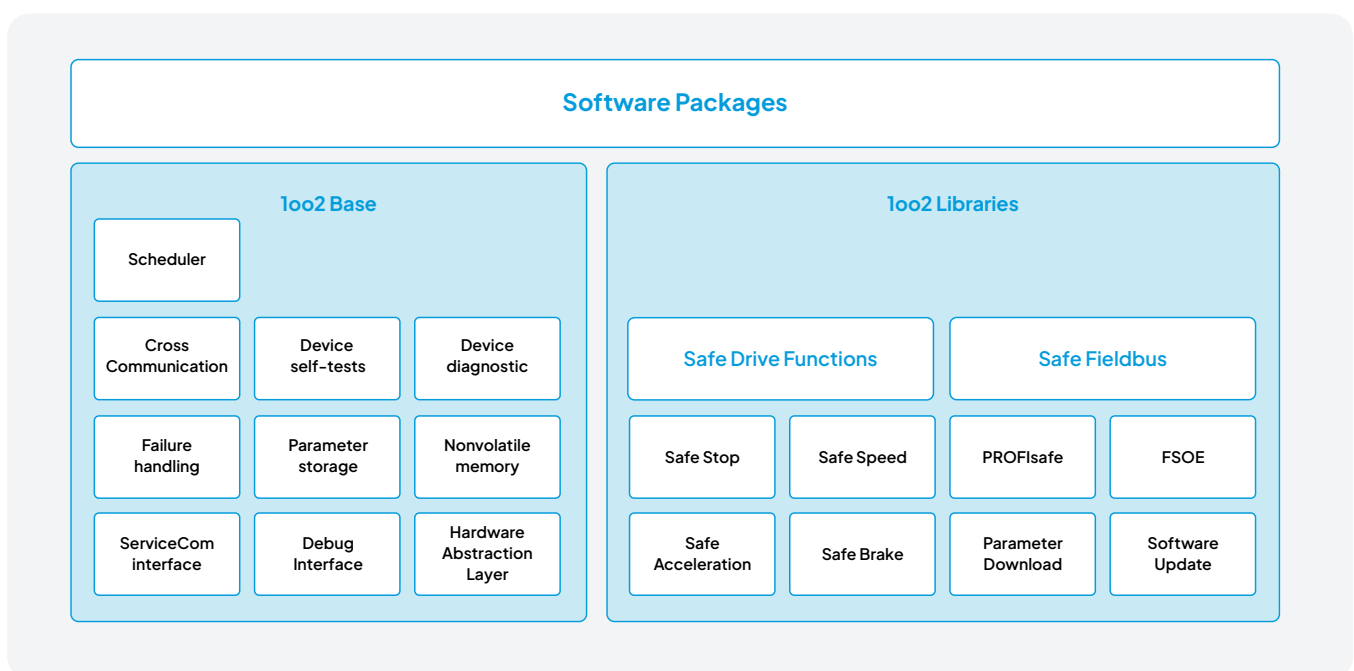 Software Packages
1oo2 Base
Scheduler
Cross
Communication
Device
self-tests
Device
diagnostic
Failure
handling
Parameter
storage
Nonvolatile
memory
ServiceCom
interface
Debug
Interface
Hardware
Abstraction
Layer
1oo2 Libraries
Safe Drive Functions
Safe Fieldbus
Safe Stop
Safe Speed
PROFIsafe
FSOE
Safe
Acceleration
Safe Brake
Parameter
Download
Software
Update